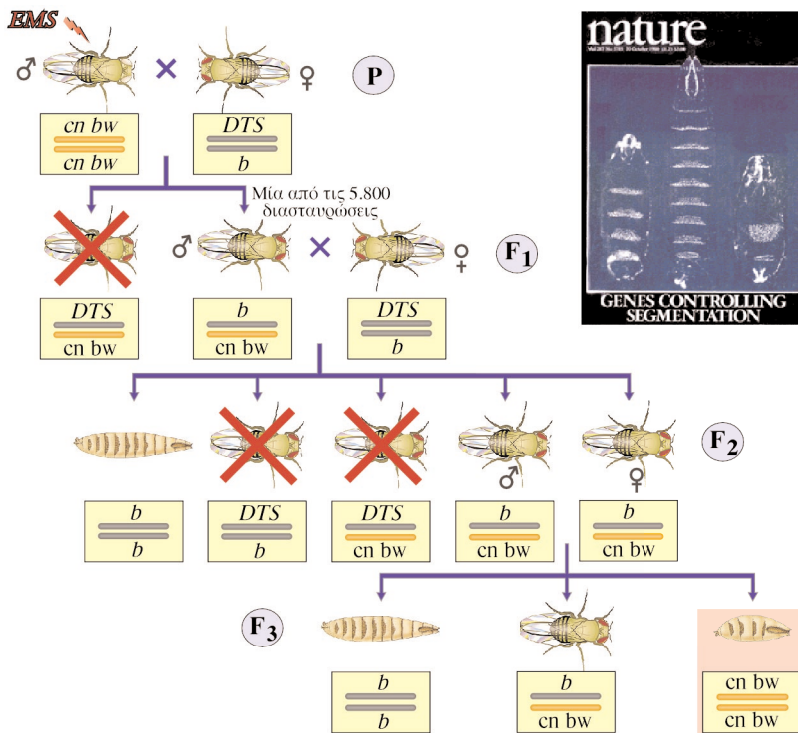 EMS
♂
×
♀
P
cn bw
cn bw
DTS
b
Μία από τις 5.800
διασταυρώσεις
♂
×
♀
F1
DTS
cn bw
b
cn bw
DTS
b
♂
♀
F2
b
b
DTS
b
DTS
cn bw
b
cn bw
b
cn bw
F3
b
b
b
cn bw
cn bw
cn bw
nature
GENES CONTROLLING
SEGMENTATION